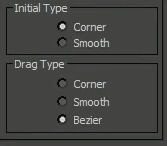 Initial Type
Corner
Smooth
Drag Type
Corner
Smooth
Bezier